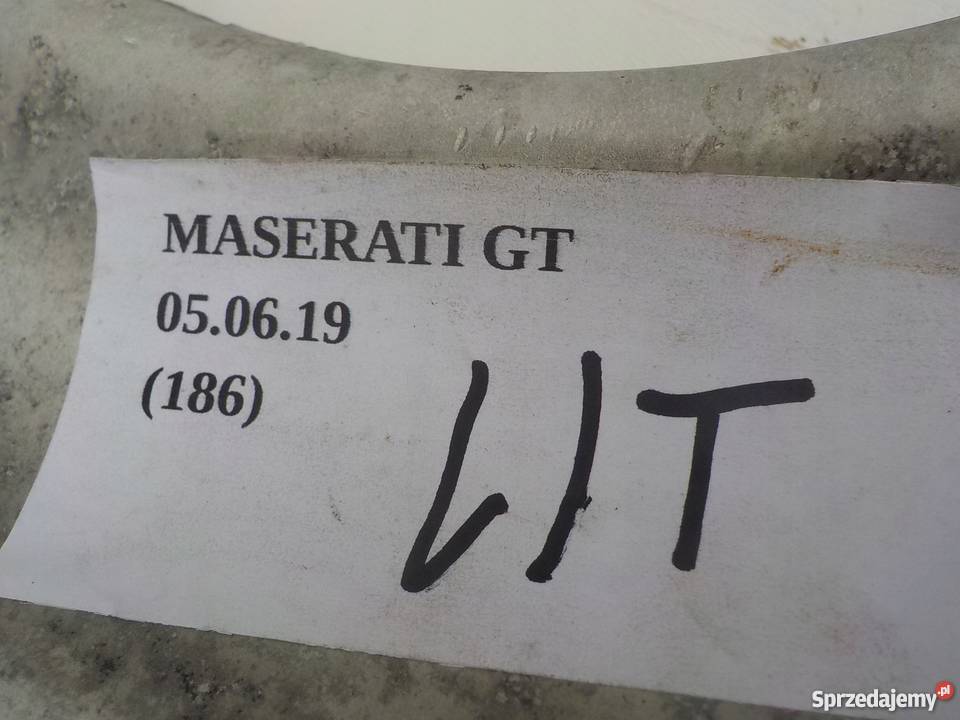 MASERATI GT
05.06.19
(186)
LIT
Sprzedajemy.pl